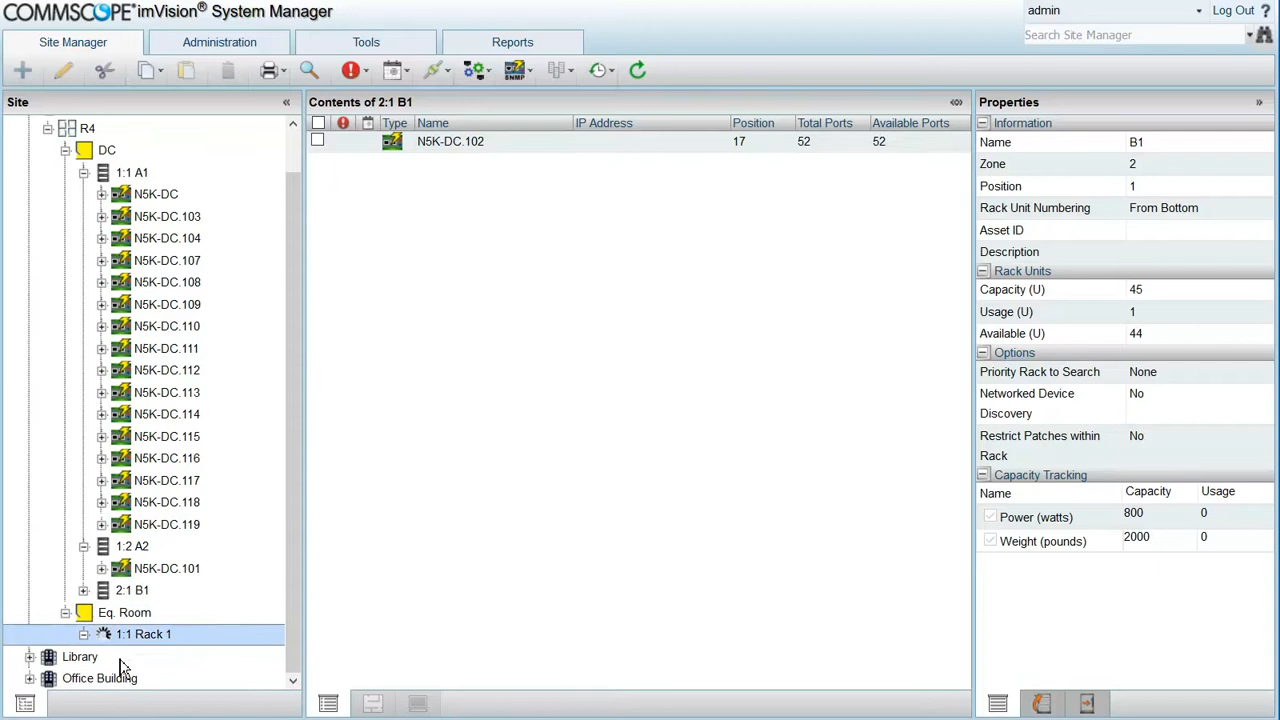 COMMSCOPE® imVision® System Manager
admin
Log Out ?
Search Site Manager
Site Manager
Administration
Tools
Reports
SNMP
Site
R4
DC
1:1 A1
N5K-DC
N5K-DC.103
N5K-DC.104
N5K-DC.107
N5K-DC.108
N5K-DC.109
N5K-DC.110
N5K-DC.111
N5K-DC.112
N5K-DC.113
N5K-DC.114
N5K-DC.115
N5K-DC.116
N5K-DC.117
N5K-DC.118
N5K-DC.119
1:2 A2
N5K-DC.101
2:1 B1
Eq. Room
1:1 Rack 1
Library
Office Building
Contents of 2:1 B1
Type Name IP Address Position Total Ports Available Ports
N5K-DC.102 17 52 52
Properties
Information
Name B1
Zone 2
Position 1
Rack Unit Numbering From Bottom
Asset ID
Description
Rack Units
Capacity (U) 45
Usage (U) 1
Available (U) 44
Options
Priority Rack to Search None
Networked Device No
Discovery
Restrict Patches within No
Rack
Capacity Tracking
Name Capacity Usage
Power (watts) 800 0
Weight (pounds) 2000 0